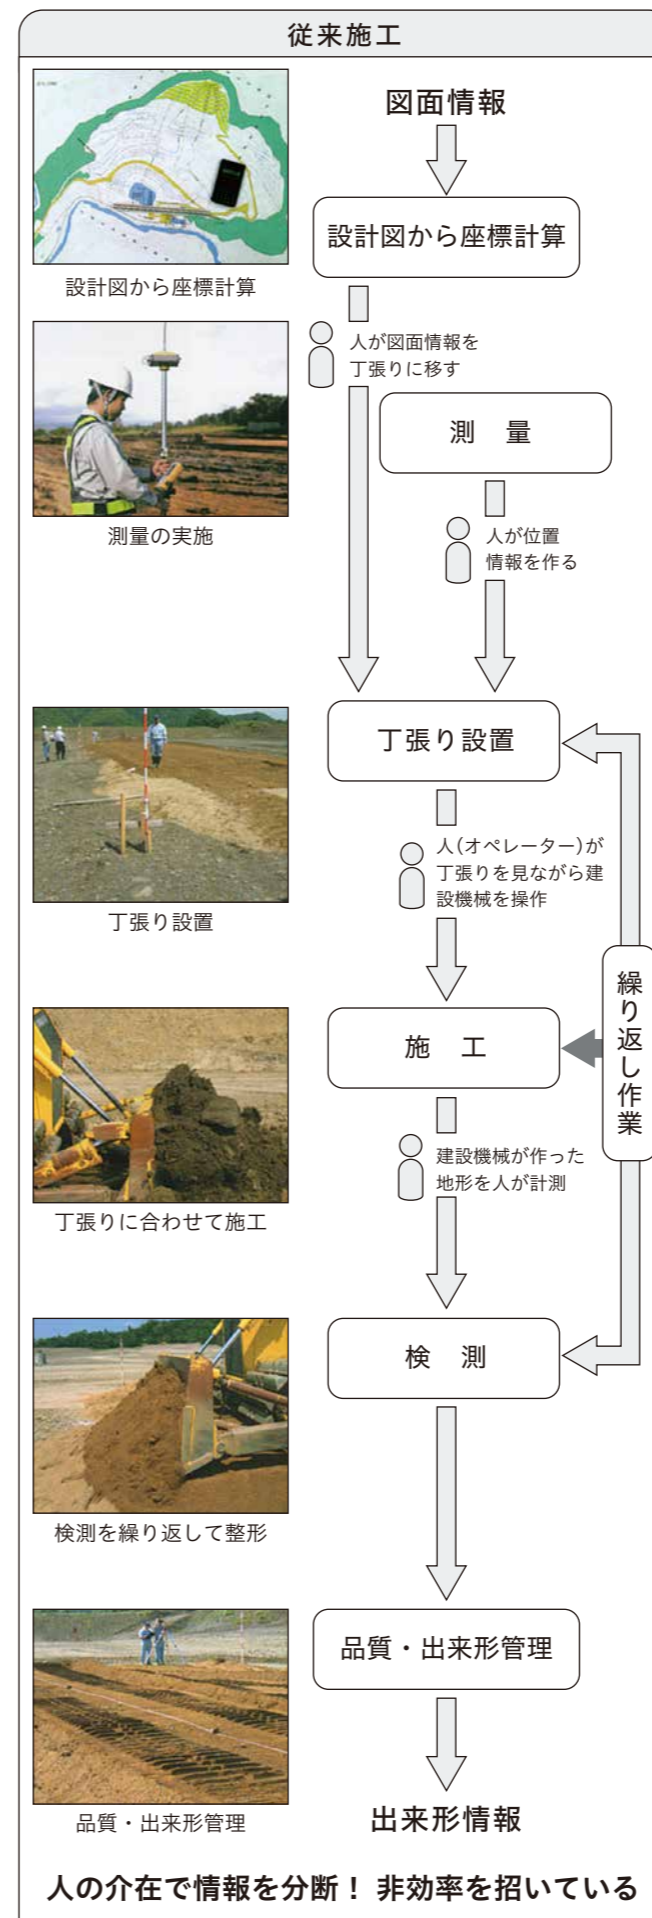 従来施工
図面情報
設計図から座標計算
設計図から座標計算
人が図面情報を
丁張りに移す
測　量
測量の実施
人が位置
情報を作る
丁張り設置
丁張り設置
人（オペレーター）が
丁張りを見ながら建
設機械を操作
繰り返し作業
施　工
丁張りに合わせて施工
建設機械が作った
地形を人が計測
検　測
検測を繰り返して整形
品質・出来形管理
品質・出来形管理
出来形情報
人の介在で情報を分断！ 非効率を招いている